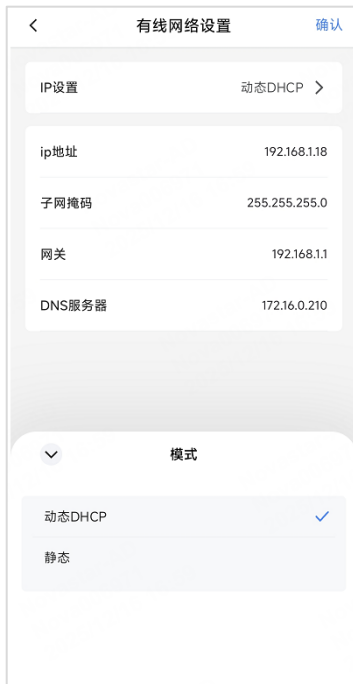 有线网络设置 确认
IP设置 动态DHCP
ip地址 192.168.1.18
子网掩码 255.255.255.0
网关 192.168.1.1
DNS服务器 172.16.0.210
模式
动态DHCP
静态